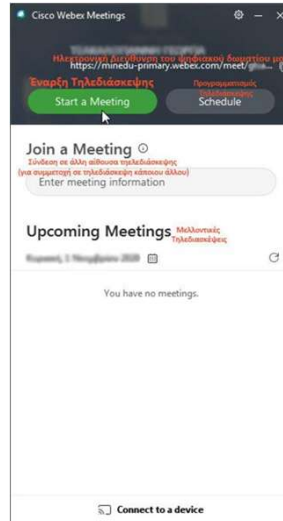 Cisco Webex Meetings
Ηλεκτρονική Διεύθυνση του ψηφιακού δωματίου μο
https://minedu-primary.webex.com/meet/
Έναρξη Τηλεδιάσκεψης
Προγραμματισμός
Τηλεδιάσκεψης
Start a Meeting
Schedule
Join a Meeting
Σύνδεση σε άλλη αίθουσα τηλεδιάσκεψης
(για συμμετοχή σε τηλεδιάσκεψη κάποιου άλλου)
Enter meeting information
Upcoming Meetings
Μελλοντικές
Τηλεδιασκέψεις
You have no meetings.
Connect to a device